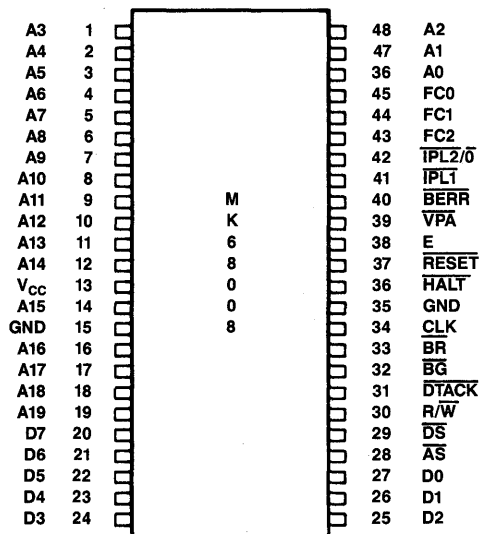 A3 1
A4 2
A5 3
A6 4
A7 5
A8 6
A9 7
A10 8
A11 9
A12 10
A13 11
A14 12
VCC 13
A15 14
GND 15
A16 16
A17 17
A18 18
A19 19
D7 20
D6 21
D5 22
D4 23
D3 24
M
K
6
8
0
0
8
48 A2
47 A1
36 A0
45 FC0
44 FC1
43 FC2
42 IPL2/0
41 IPL1
40 BERR
39 VPA
38 E
37 RESET
36 HALT
35 GND
34 CLK
33 BR
32 BG
31 DTACK
30 R/W
29 DS
28 AS
27 D0
26 D1
25 D2